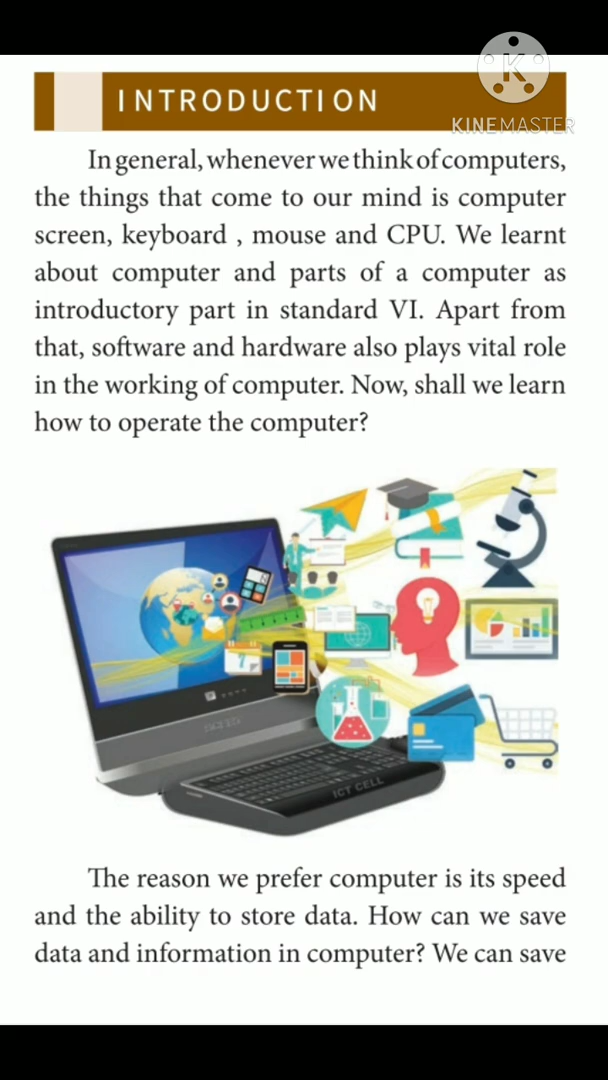 INTRODUCTION
K
KINEMASTER
In general, whenever we think of computers,
the things that come to our mind is computer
screen, keyboard , mouse and CPU. We learnt
about computer and parts of a computer as
introductory part in standard VI. Apart from
that, software and hardware also plays vital role
in the working of computer. Now, shall we learn
how to operate the computer?
7
ICT CELL
The reason we prefer computer is its speed
and the ability to store data. How can we save
data and information in computer? We can save